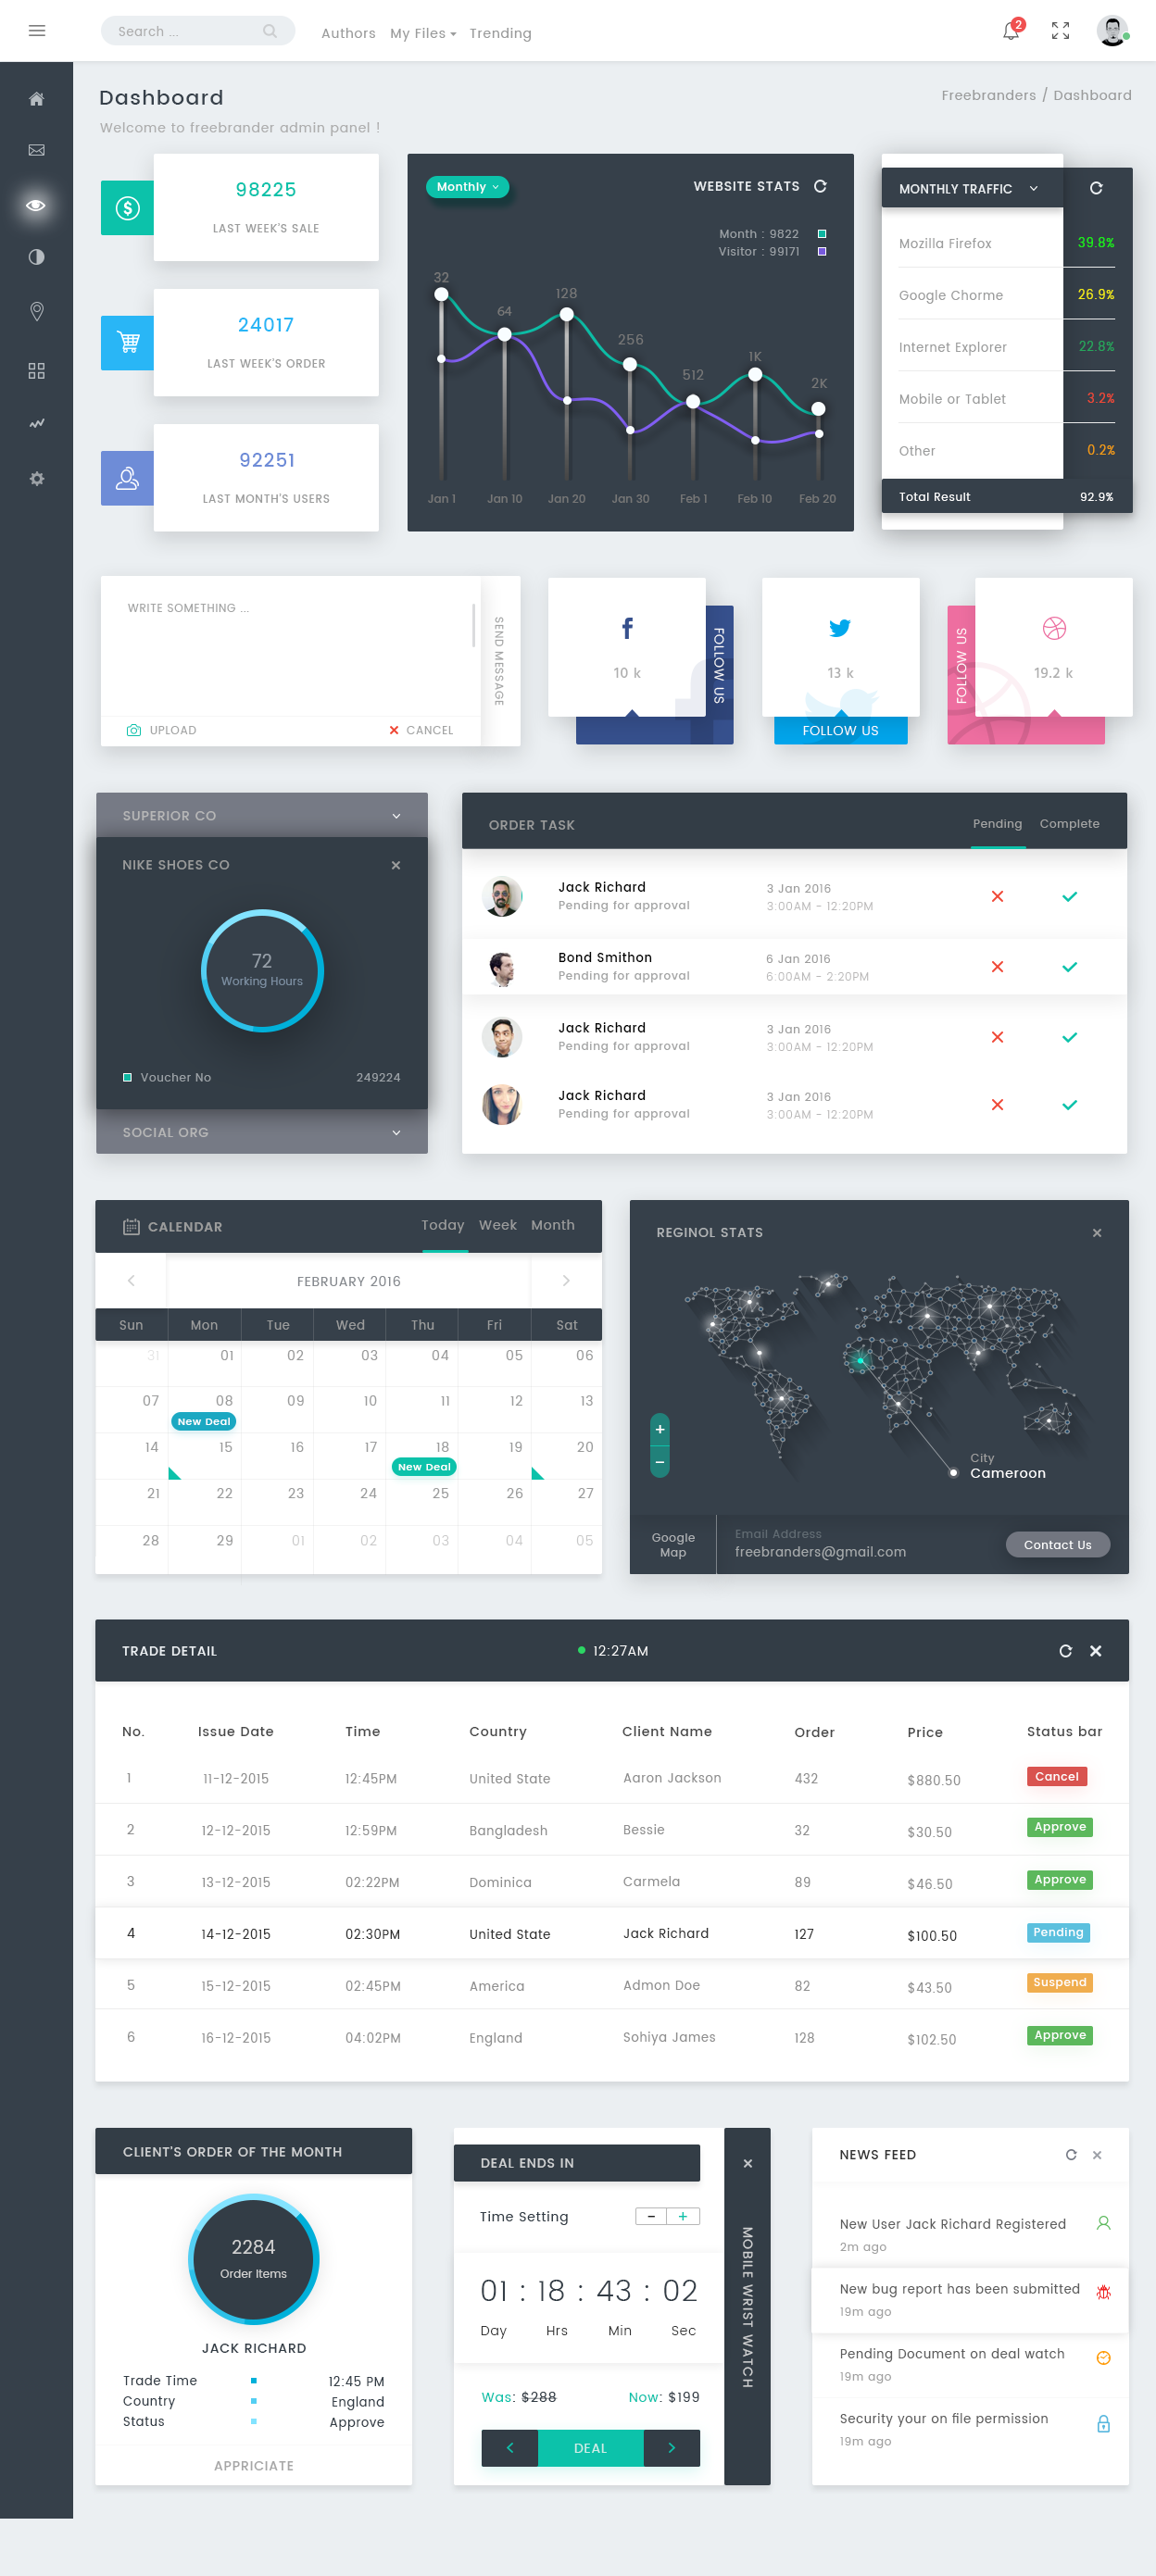 Search ...
Authors My Files Trending
2
Dashboard
Freebranders / Dashboard
Welcome to freebrander admin panel !
98225
LAST WEEK'S SALE
24017
LAST WEEK'S ORDER
92251
LAST MONTH'S USERS
Monthly
WEBSITE STATS
Month : 9822
Visitor : 99171
32
64
128
256
512
1K
2K
Jan 1 Jan 10 Jan 20 Jan 30 Feb 1 Feb 10 Feb 20
MONTHLY TRAFFIC
Mozilla Firefox 39.8%
Google Chorme 26.9%
Internet Explorer 22.8%
Mobile or Tablet 3.2%
Other 0.2%
Total Result 92.9%
WRITE SOMETHING ...
SEND MESSAGE
UPLOAD
CANCEL
10 k
FOLLOW US
13 k
FOLLOW US
FOLLOW US
19.2 k
SUPERIOR CO
NIKE SHOES CO
72
Working Hours
Voucher No 249224
SOCIAL ORG
ORDER TASK
Pending Complete
Jack Richard 3 Jan 2016
Pending for approval 3:00AM - 12:20PM
Bond Smithon 6 Jan 2016
Pending for approval 6:00AM - 2:20PM
Jack Richard 3 Jan 2016
Pending for approval 3:00AM - 12:20PM
Jack Richard 3 Jan 2016
Pending for approval 3:00AM - 12:20PM
CALENDAR
Today Week Month
FEBRUARY 2016
Sun Mon Tue Wed Thu Fri Sat
31 01 02 03 04 05 06
07 08 09 10 11 12 13
New Deal
14 15 16 17 18 19 20
New Deal
21 22 23 24 25 26 27
28 29 01 02 03 04 05
REGINOL STATS
+
-
City
Cameroon
Google
Map
Email Address
freebranders@gmail.com
Contact Us
TRADE DETAIL
12:27AM
No. Issue Date Time Country Client Name Order Price Status bar
1 11-12-2015 12:45PM United State Aaron Jackson 432 $880.50 Cancel
2 12-12-2015 12:59PM Bangladesh Bessie 32 $30.50 Approve
3 13-12-2015 02:22PM Dominica Carmela 89 $46.50 Approve
4 14-12-2015 02:30PM United State Jack Richard 127 $100.50 Pending
5 15-12-2015 02:45PM America Admon Doe 82 $43.50 Suspend
6 16-12-2015 04:02PM England Sohiya James 128 $102.50 Approve
CLIENT'S ORDER OF THE MONTH
2284
Order Items
JACK RICHARD
Trade Time 12:45 PM
Country England
Status Approve
APPRICIATE
DEAL ENDS IN
Time Setting - +
01 : 18 : 43 : 02
Day Hrs Min Sec
Was: $288 Now: $199
DEAL
MOBILE WRIST WATCH
NEWS FEED
New User Jack Richard Registered
2m ago
New bug report has been submitted
19m ago
Pending Document on deal watch
19m ago
Security your on file permission
19m ago